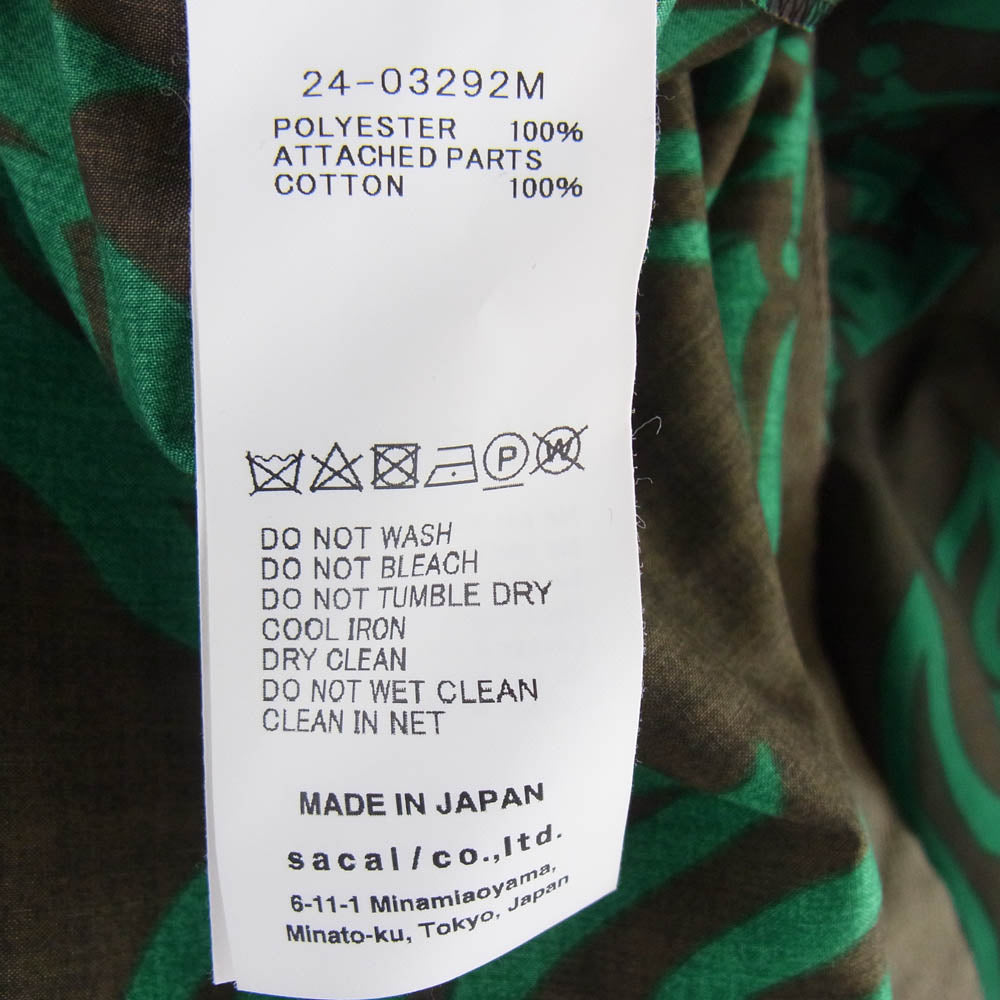 24-03292M
POLYESTER 100%
ATTACHED PARTS
COTTON 100%
P W
DO NOT WASH
DO NOT BLEACH
DO NOT TUMBLE DRY
COOL IRON
DRY CLEAN
DO NOT WET CLEAN
CLEAN IN NET
MADE IN JAPAN
sacai / co.,ltd.
6-11-1 Minamiaoyama,
Minato-ku, Tokyo, Japan